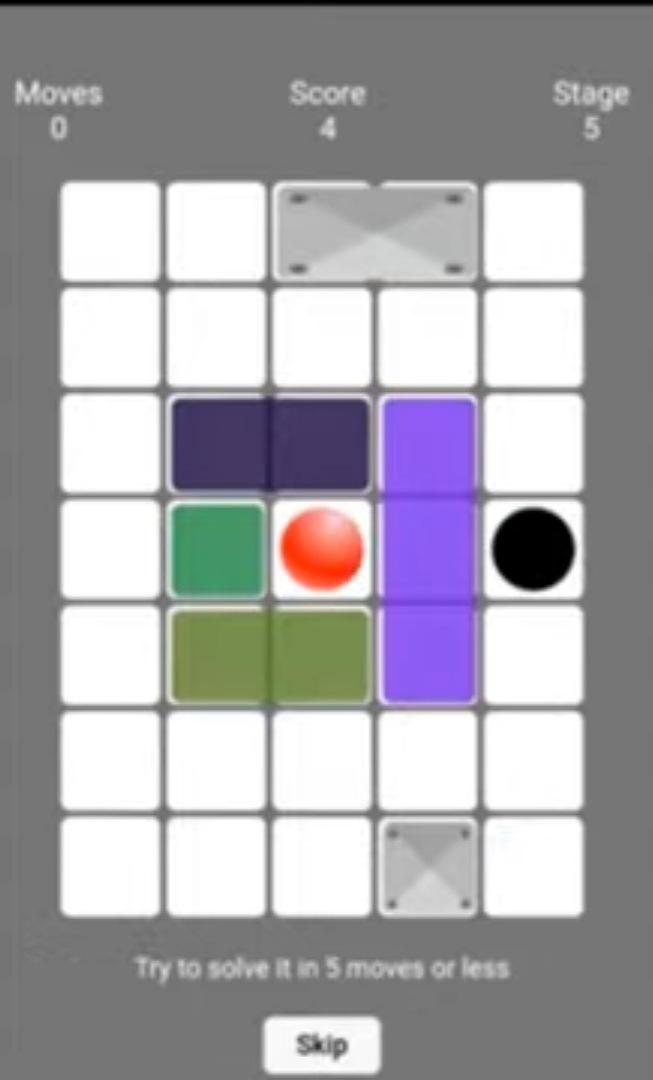 Moves Score Stage
0 4 5
Try to solve it in 5 moves or less
Skip